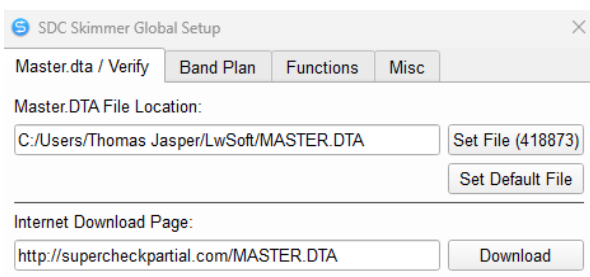 SDC Skimmer Global Setup
Master.dta / Verify Band Plan Functions Misc
Master.DTA File Location:
C:/Users/Thomas Jasper/LwSoft/MASTER.DTA Set File (418873)
Set Default File
Internet Download Page:
http://supercheckpartial.com/MASTER.DTA Download